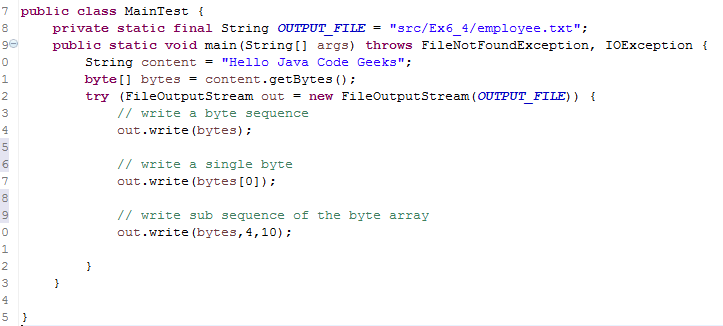 7 public class MainTest {
8 private static final String OUTPUT_FILE = "src/Ex6_4/employee.txt";
9 public static void main(String[] args) throws FileNotFoundException, IOException {
0 String content = "Hello Java Code Geeks";
1 byte[] bytes = content.getBytes();
2 try (FileOutputStream out = new FileOutputStream(OUTPUT_FILE)) {
3 // write a byte sequence
4 out.write(bytes);
5
6 // write a single byte
7 out.write(bytes[0]);
8
9 // write sub sequence of the byte array
0 out.write(bytes,4,10);
1
2 }
3 }
4
5 }